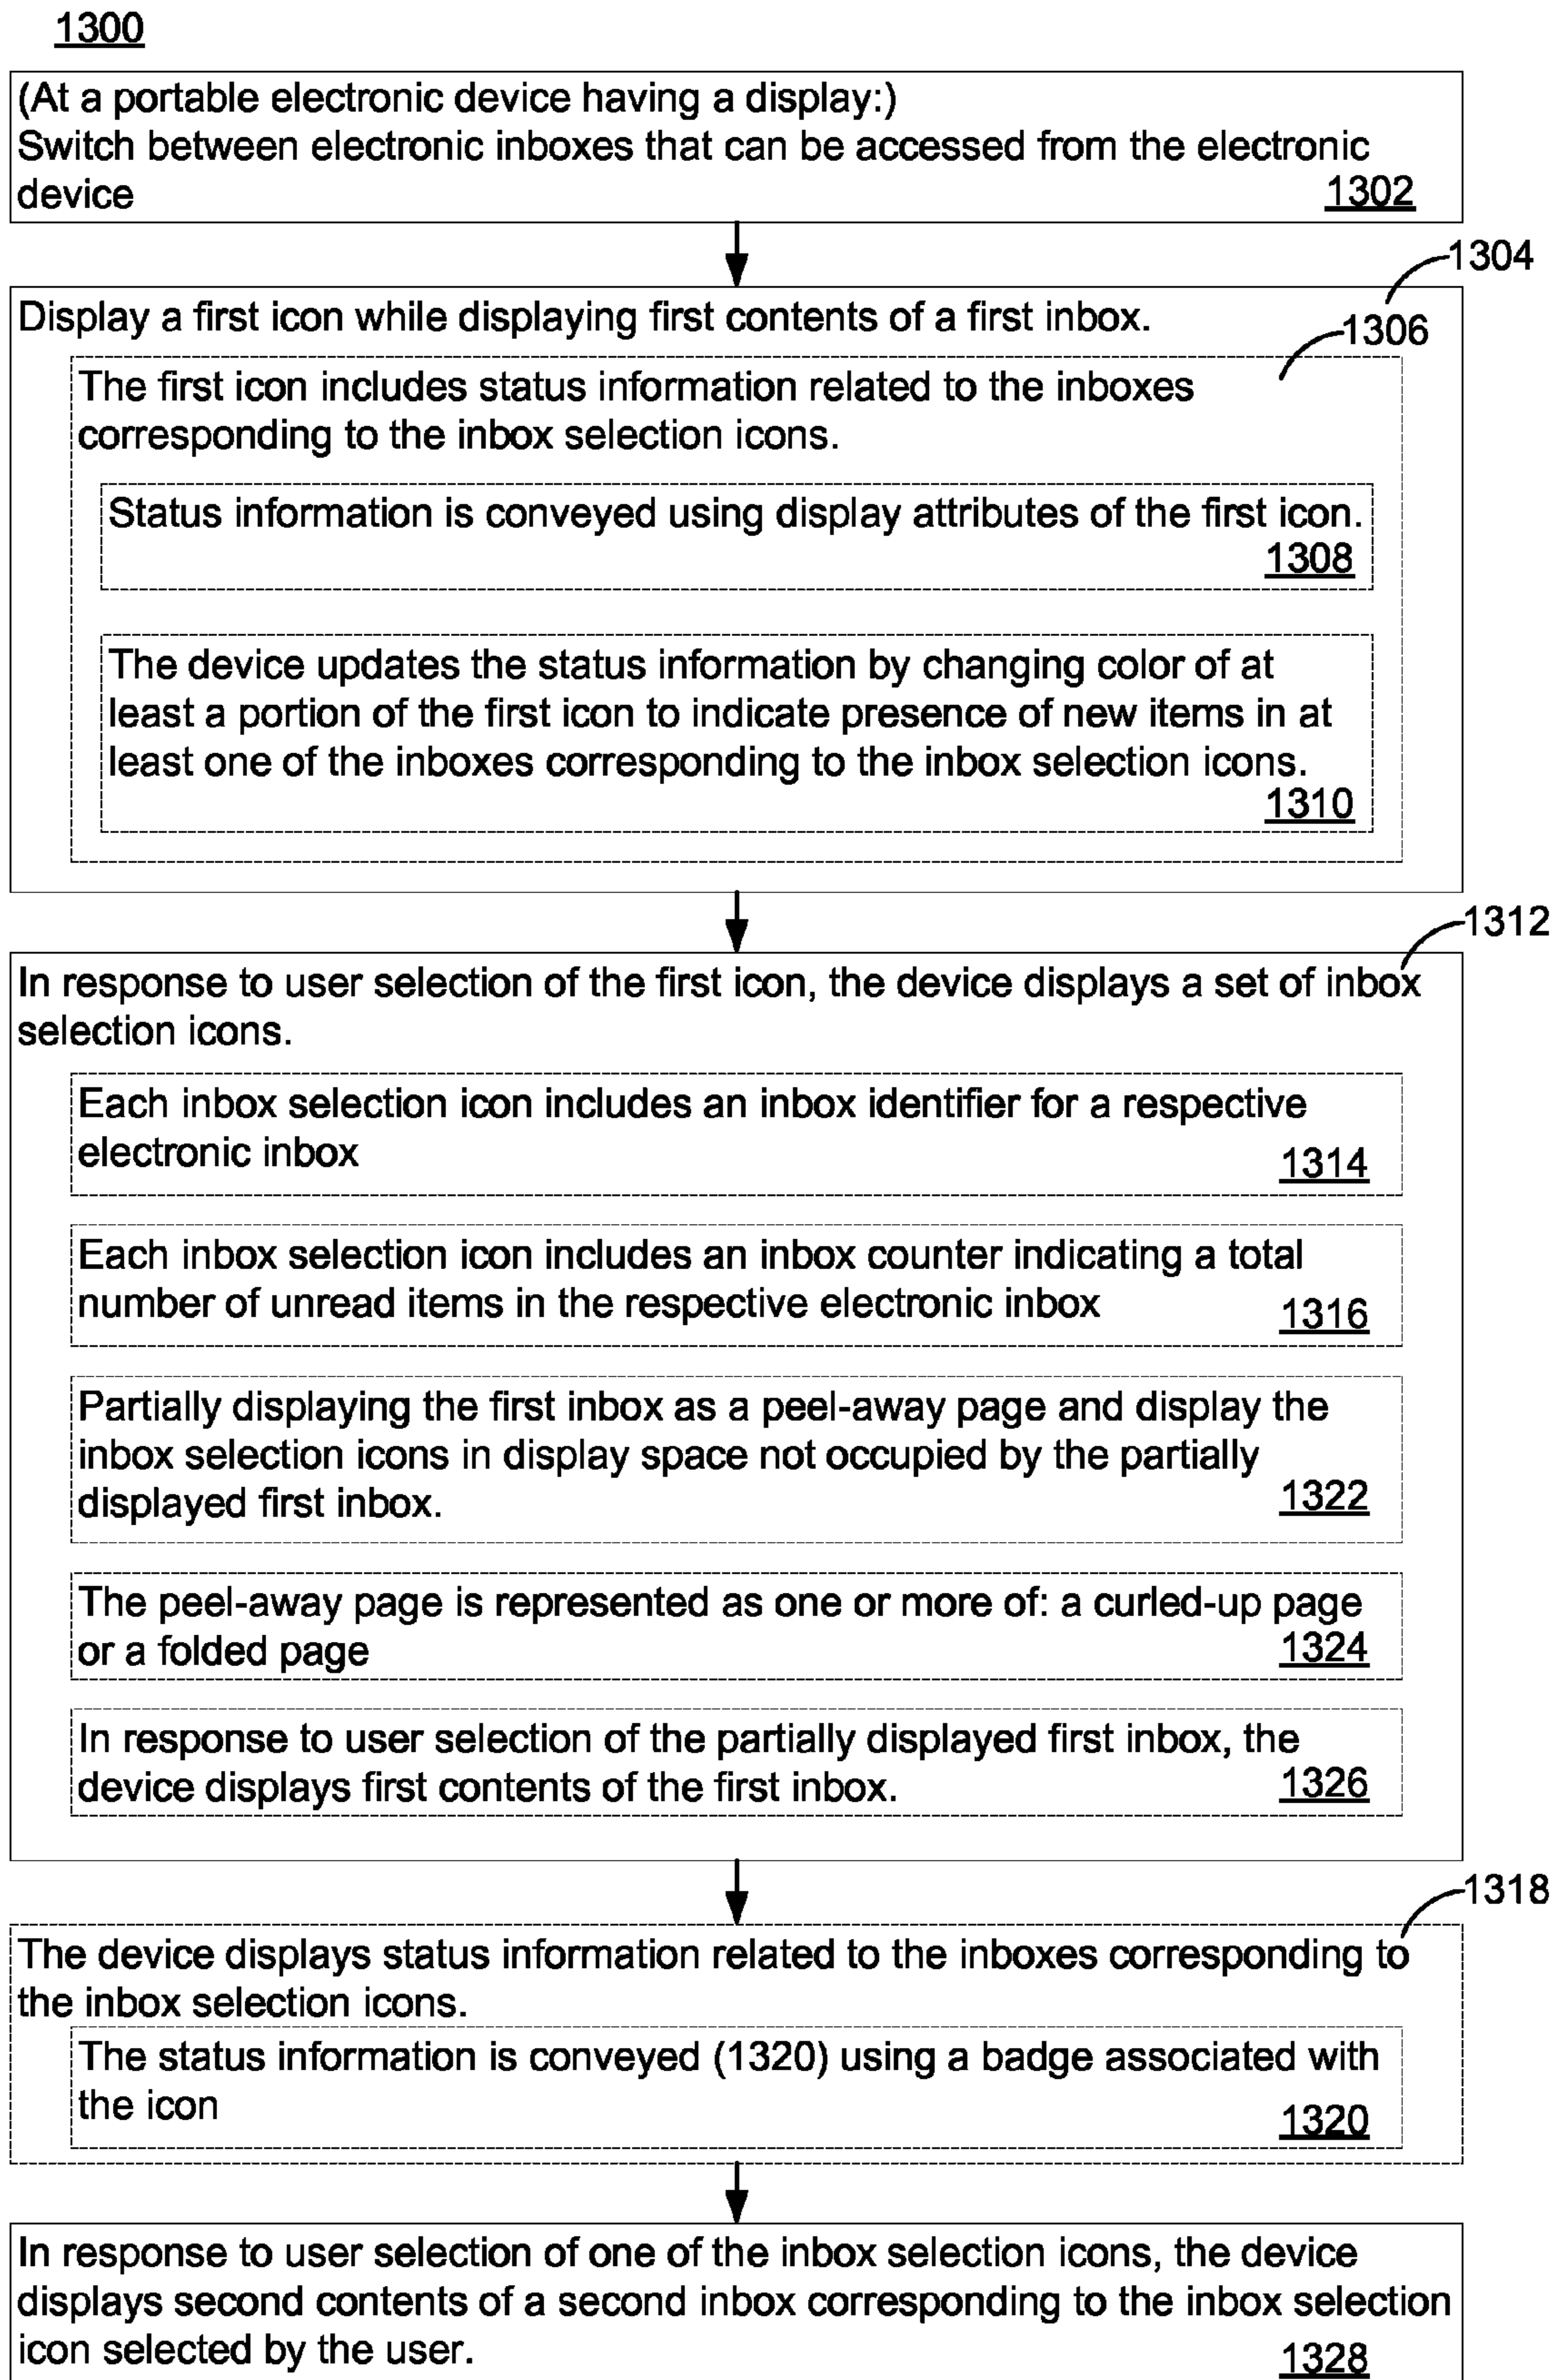 1300
(At a portable electronic device having a display:)
Switch between electronic inboxes that can be accessed from the electronic
device
1302
1304
Display a first icon while displaying first contents of a first inbox.
1306
The first icon includes status information related to the inboxes
corresponding to the inbox selection icons.
Status information is conveyed using display attributes of the first icon.
1308
The device updates the status information by changing color of at
least a portion of the first icon to indicate presence of new items in at
least one of the inboxes corresponding to the inbox selection icons.
1310
1312
In response to user selection of the first icon, the device displays a set of inbox
selection icons.
Each inbox selection icon includes an inbox identifier for a respective
electronic inbox
1314
Each inbox selection icon includes an inbox counter indicating a total
number of unread items in the respective electronic inbox
1316
Partially displaying the first inbox as a peel-away page and display the
inbox selection icons in display space not occupied by the partially
displayed first inbox.
1322
The peel-away page is represented as one or more of: a curled-up page
or a folded page
1324
In response to user selection of the partially displayed first inbox, the
device displays first contents of the first inbox.
1326
1318
The device displays status information related to the inboxes corresponding to
the inbox selection icons.
The status information is conveyed (1320) using a badge associated with
the icon
1320
In response to user selection of one of the inbox selection icons, the device
displays second contents of a second inbox corresponding to the inbox selection
icon selected by the user.
1328